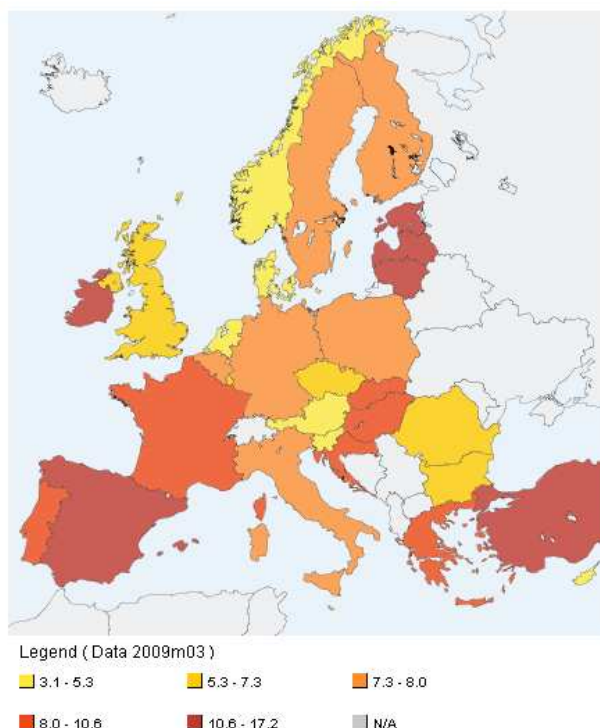 Legend ( Data 2009m03 )
3.1 - 5.3 5.3 - 7.3 7.3 - 8.0
8.0 - 10.6 10.6 - 17.2 N/A